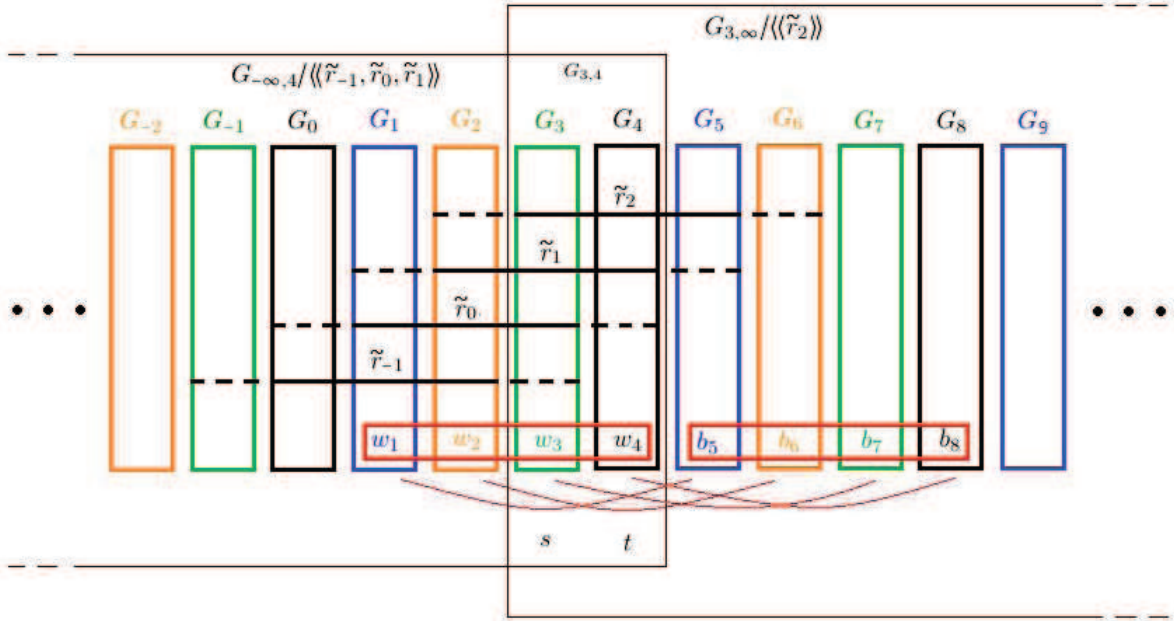 G_{3,∞}/⟨⟨r̃_2⟩⟩
G_{-∞,4}/⟨⟨r̃_{-1}, r̃_0, r̃_1⟩⟩ G_{3,4}
G_{-2} G_{-1} G_0 G_1 G_2 G_3 G_4 G_5 G_6 G_7 G_8 G_9
r̃_2
r̃_1
r̃_0
r̃_{-1}
w_1 w_2 w_3 w_4 b_5 b_6 b_7 b_8
s t